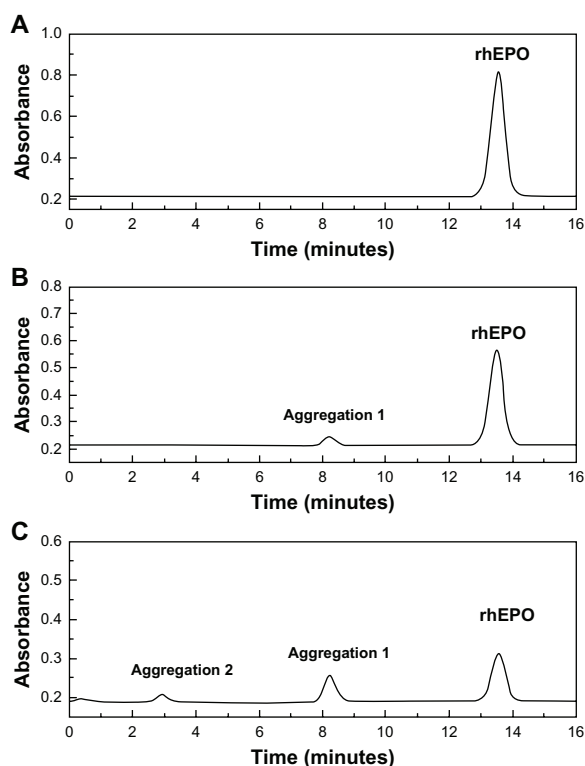 A
rhEPO
Absorbance
1.0
0.8
0.6
0.4
0.2
0 2 4 6 8 10 12 14 16
Time (minutes)
B
rhEPO
Aggregation 1
Absorbance
0.8
0.7
0.6
0.5
0.4
0.3
0.2
0 2 4 6 8 10 12 14 16
Time (minutes)
C
rhEPO
Aggregation 1
Aggregation 2
Absorbance
0.6
0.5
0.4
0.3
0.2
0 2 4 6 8 10 12 14 16
Time (minutes)